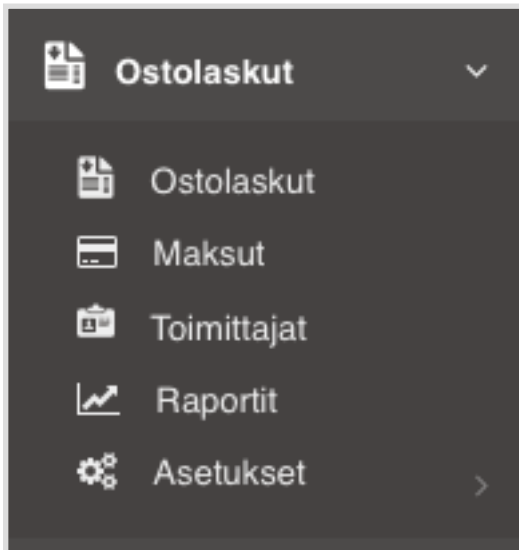 Ostolaskut
Ostolaskut
Maksut
Toimittajat
Raportit
Asetukset